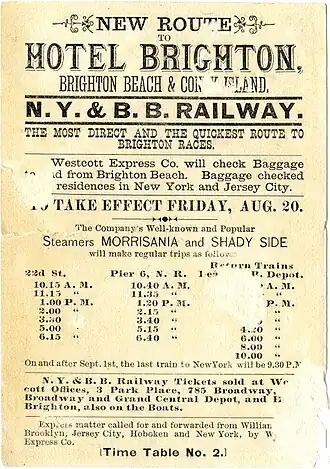 NEW ROUTE
TO
HOTEL BRIGHTON,
BRIGHTON BEACH & ISLAND,
N. Y. & B. B. RAILWAY.
THE MOST DIRECT AND THE QUICKEST ROUTE TO
BRIGHTON RACES.
Westcott Express Co. will check Baggage
to from Brighton Beach. Baggage checked
residences in New York and Jersey City.
TO TAKE EFFECT FRIDAY, AUG. 20.
The Company's Well-known and Popular
Steamers MORRISANIA and SHADY SIDE
will make regular trips as
Return Trains
22d St. Pier 6, N. R. Depot.
10.15 A. M. 10.40 A. M. A. M.
11.15 " 11.35 " "
1.00 P. M. 1.20 P. M. P. M.
2.00 " 2.15 " "
3.30 " 3.40 " "
5.00 " 5.15 " "
6.15 " 6.40 " 6.00 "
8.00 "
10.00 "
On and after Sept. 1st, the last train to New York will be 9.30
N. Y. & B. B. Railway Tickets sold at
cott Offices, 3 Park Place, 785 Broadway,
Broadway and Grand Central Depot, and
Brighton, also on the Boats.
Express matter called for and forwarded from
Brooklyn, Jersey City, Hoboken and New York, by
Express Co.
(Time Table No. 2.)